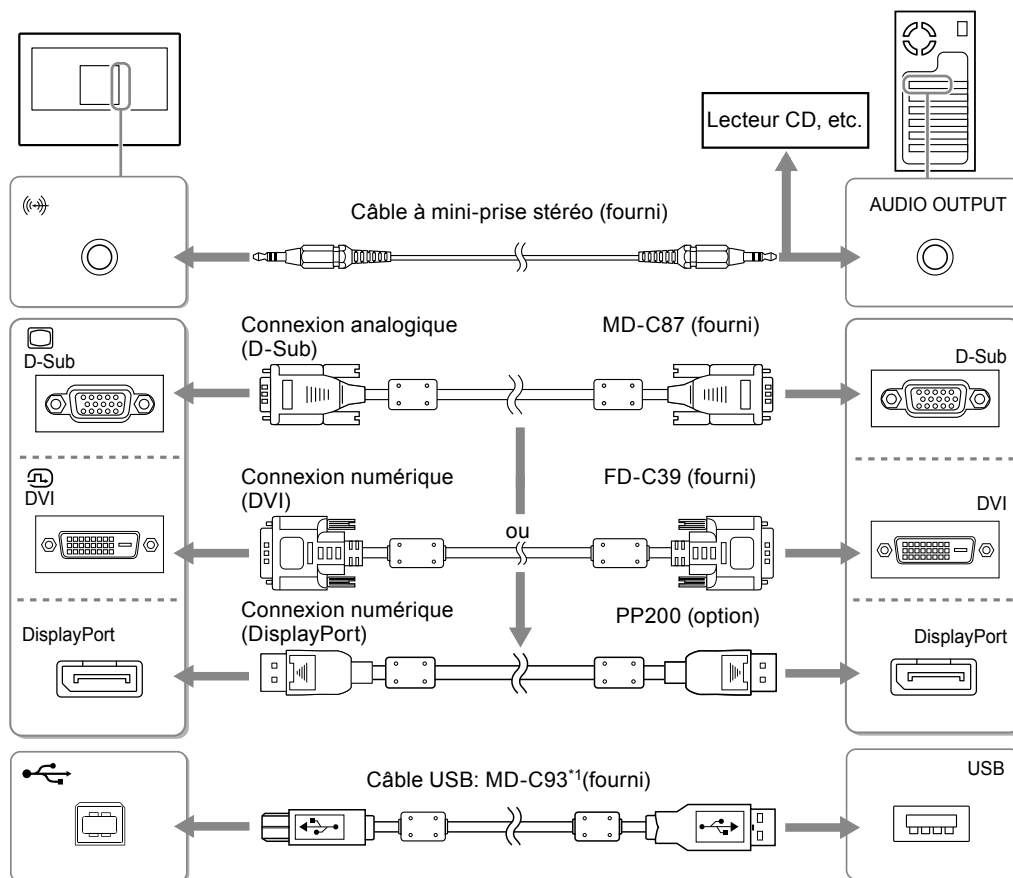 Lecteur CD, etc.
Câble à mini-prise stéréo (fourni)
AUDIO OUTPUT
D-Sub
Connexion analogique
(D-Sub)
MD-C87 (fourni)
D-Sub
DVI
Connexion numérique
(DVI)
FD-C39 (fourni)
DVI
ou
DisplayPort
Connexion numérique
(DisplayPort)
PP200 (option)
DisplayPort
Câble USB: MD-C93*1(fourni)
USB